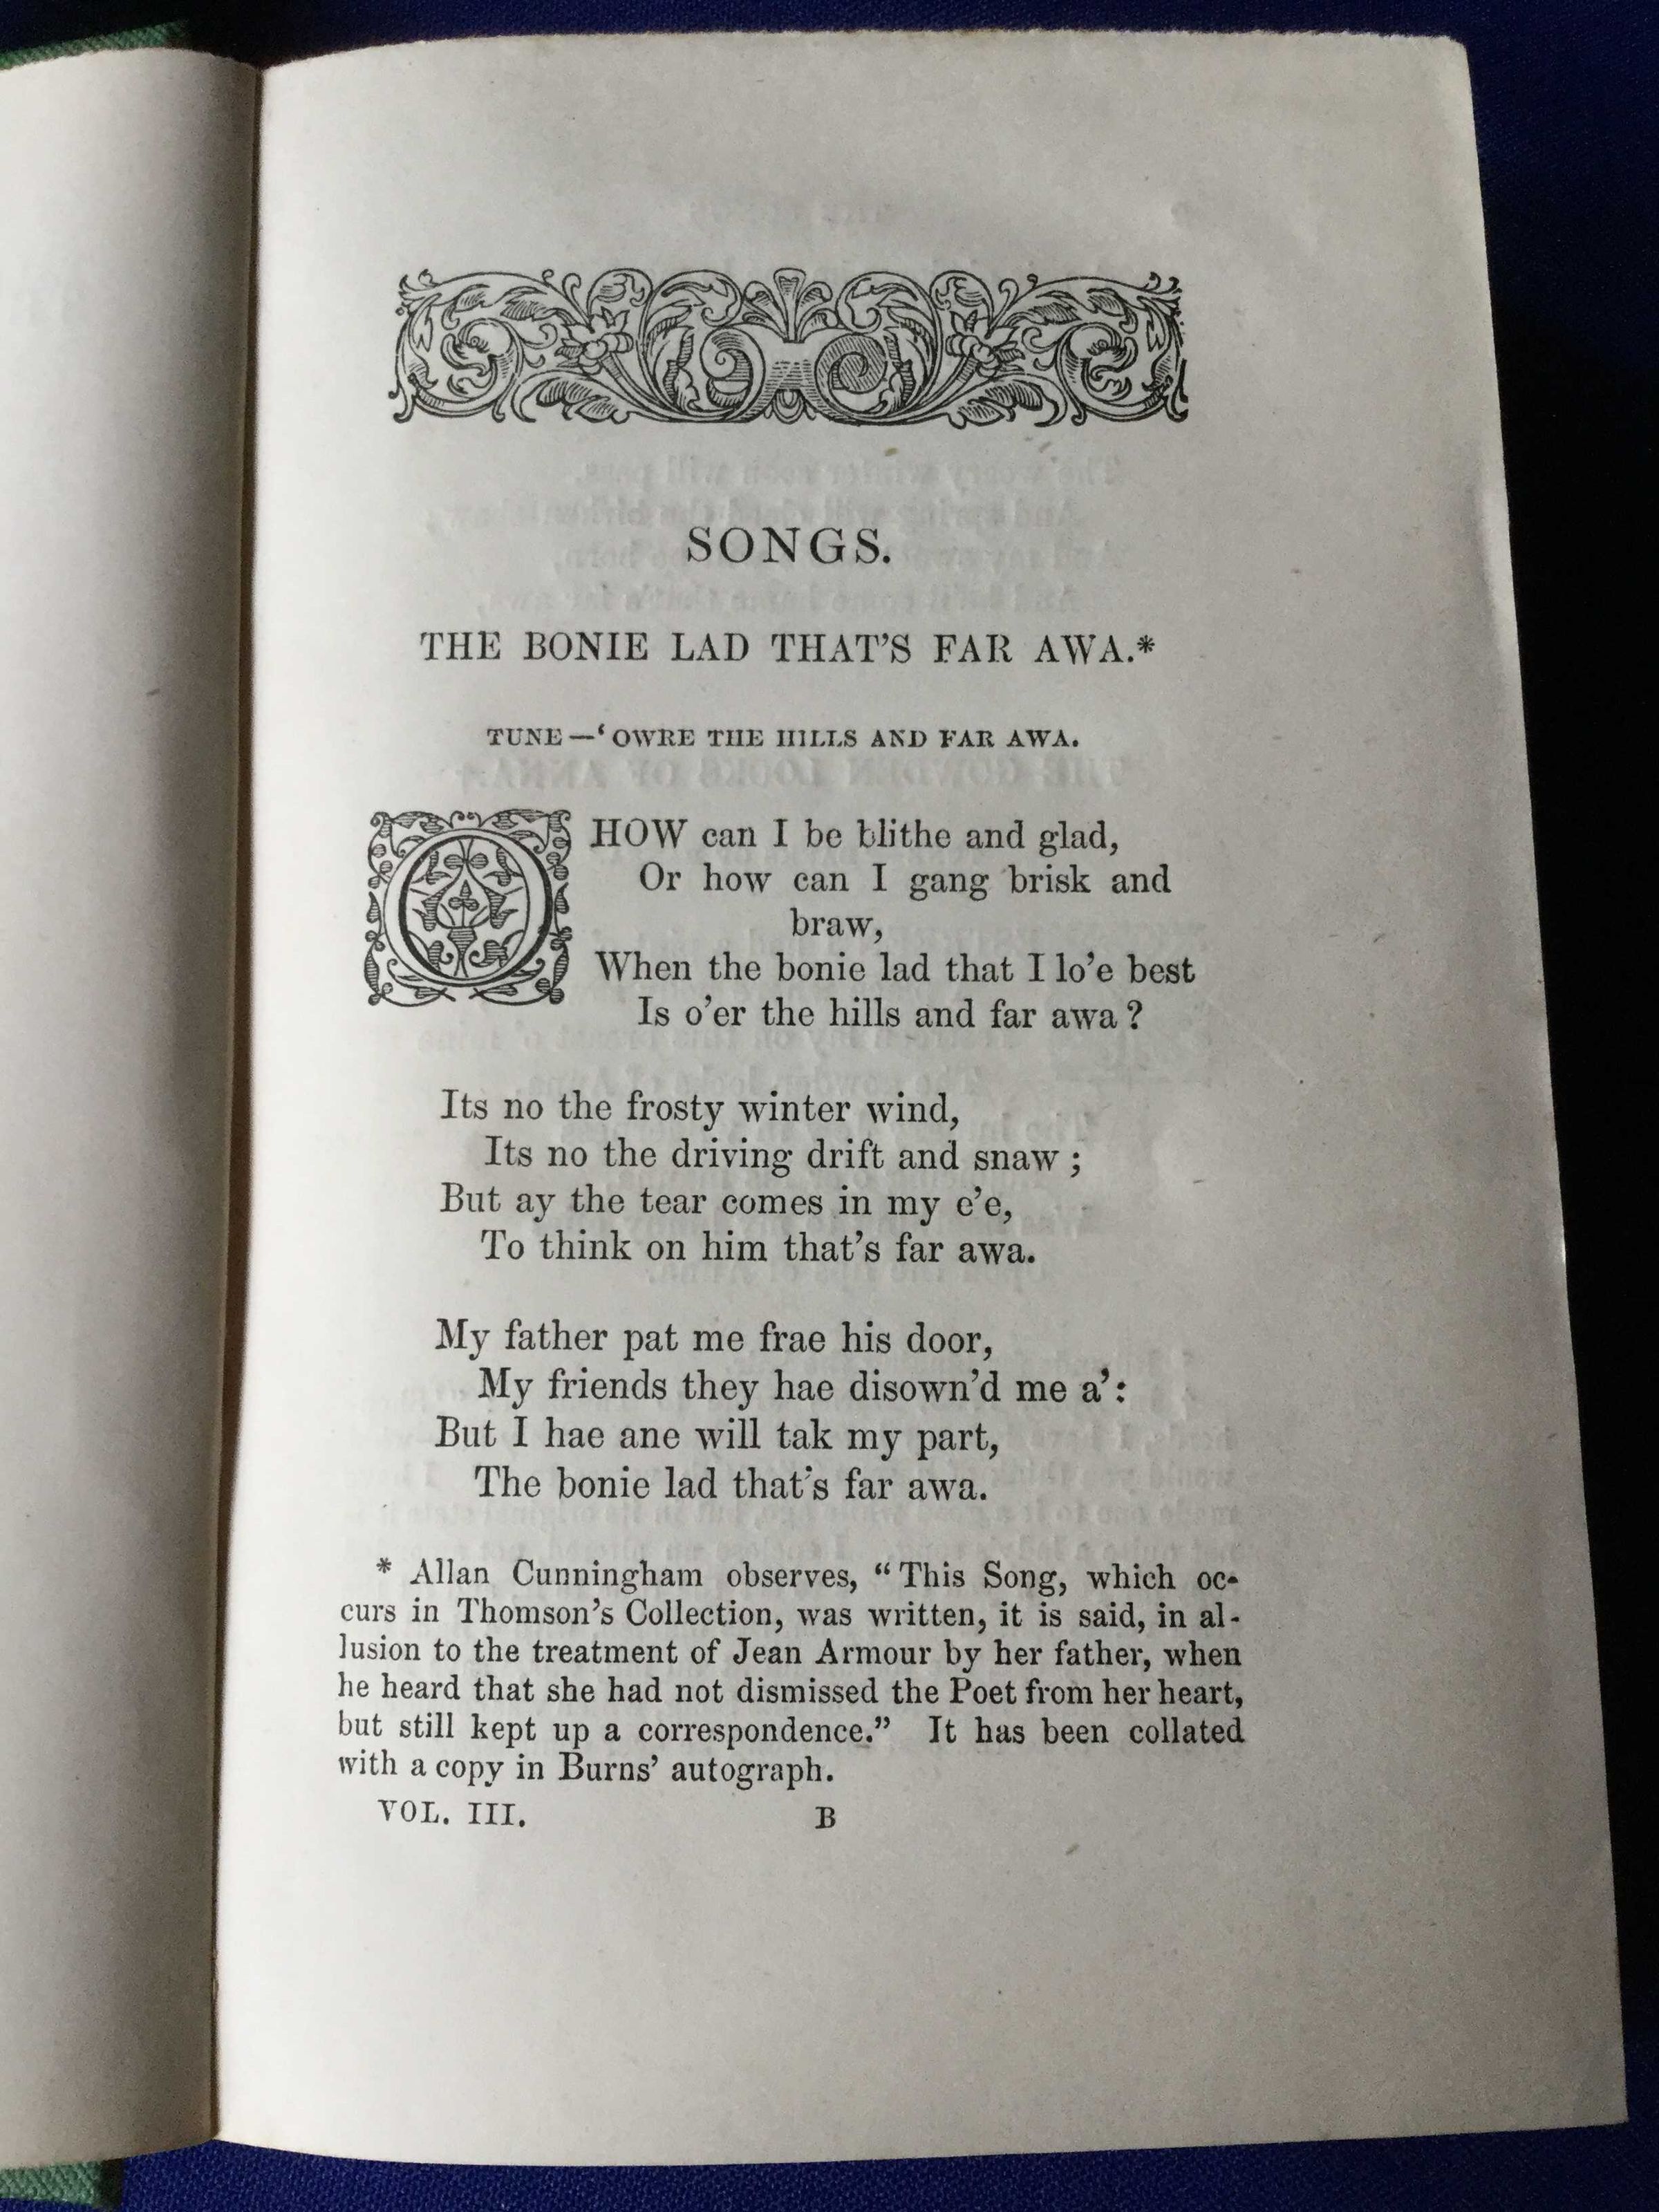 SONGS.
THE BONIE LAD THAT'S FAR AWA.*
TUNE—‘OWRE THE HILLS AND FAR AWA.
O HOW can I be blithe and glad,
Or how can I gang brisk and
braw,
When the bonie lad that I lo'e best
Is o'er the hills and far awa?
Its no the frosty winter wind,
Its no the driving drift and snaw;
But ay the tear comes in my e'e,
To think on him that's far awa.
My father pat me frae his door,
My friends they hae disown'd me a':
But I hae ane will tak my part,
The bonie lad that's far awa.
* Allan Cunningham observes, “This Song, which oc-
curs in Thomson's Collection, was written, it is said, in al-
lusion to the treatment of Jean Armour by her father, when
he heard that she had not dismissed the Poet from her heart,
but still kept up a correspondence.” It has been collated
with a copy in Burns' autograph.
VOL. III. B